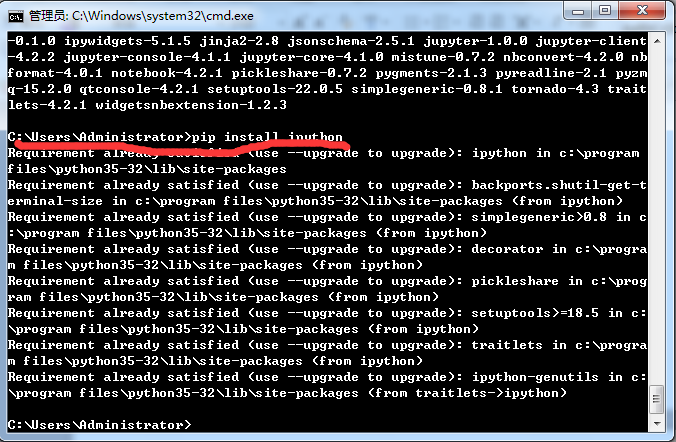 管理员: C:\Windows\system32\cmd.exe
-0.1.0 ipywidgets-5.1.5 jinja2-2.8 jsonschema-2.5.1 jupyter-1.0.0 jupyter-client
-4.2.2 jupyter-console-4.1.1 jupyter-core-4.1.0 mistune-0.7.2 nbconvert-4.2.0 nb
format-4.0.1 notebook-4.2.1 pickleshare-0.7.2 pygments-2.1.3 pyreadline-2.1 pyzm
q-15.2.0 qtconsole-4.2.1 setuptools-22.0.5 simplegeneric-0.8.1 tornado-4.3 trait
lets-4.2.1 widgetsnbextension-1.2.3
C:\Users\Administrator>pip install ipython
Requirement already satisfied (use --upgrade to upgrade): ipython in c:\program
files\python35-32\lib\site-packages
Requirement already satisfied (use --upgrade to upgrade): backports.shutil-get-t
erminal-size in c:\program files\python35-32\lib\site-packages (from ipython)
Requirement already satisfied (use --upgrade to upgrade): simplegeneric>0.8 in c
:\program files\python35-32\lib\site-packages (from ipython)
Requirement already satisfied (use --upgrade to upgrade): decorator in c:\progra
m files\python35-32\lib\site-packages (from ipython)
Requirement already satisfied (use --upgrade to upgrade): pickleshare in c:\prog
ram files\python35-32\lib\site-packages (from ipython)
Requirement already satisfied (use --upgrade to upgrade): setuptools>=18.5 in c:
\program files\python35-32\lib\site-packages (from ipython)
Requirement already satisfied (use --upgrade to upgrade): traitlets in c:\progra
m files\python35-32\lib\site-packages (from ipython)
Requirement already satisfied (use --upgrade to upgrade): ipython-genutils in c:
\program files\python35-32\lib\site-packages (from traitlets->ipython)
C:\Users\Administrator>